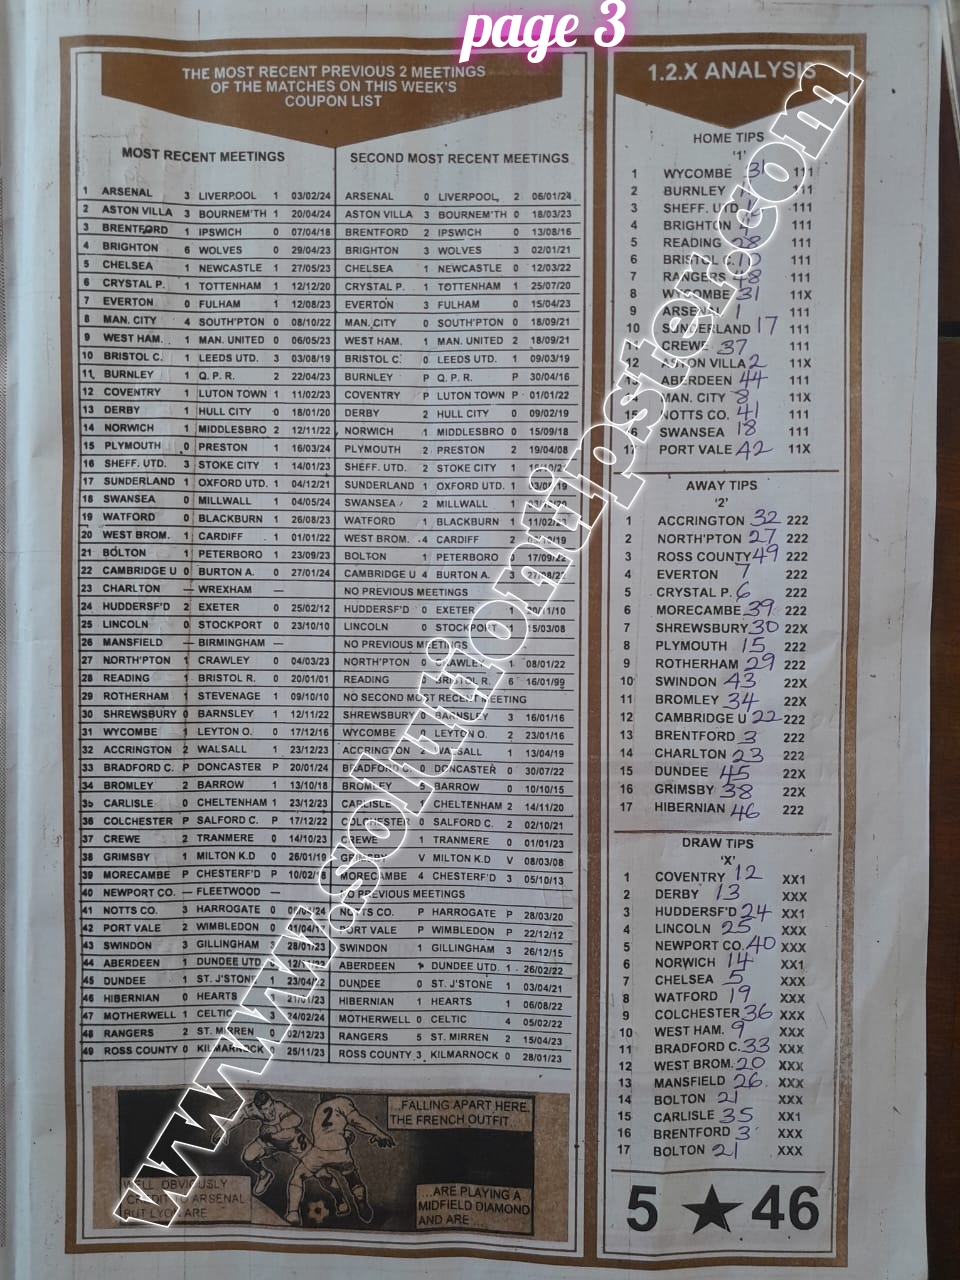 page 3
THE MOST RECENT PREVIOUS 2 MEETINGS
OF THE MATCHES ON THIS WEEK'S
COUPON LIST
MOST RECENT MEETINGS SECOND MOST RECENT MEETINGS
1 ARSENAL 3 LIVERPOOL 1 03/02/24 ARSENAL 0 LIVERPOOL 2 06/01/24
2 ASTON VILLA 3 BOURNEM'TH 1 20/04/24 ASTON VILLA 3 BOURNEM'TH 0 18/03/23
3 BRENTFORD 1 IPSWICH 0 07/04/18 BRENTFORD 2 IPSWICH 0 13/08/16
4 BRIGHTON 6 WOLVES 0 29/04/23 BRIGHTON 3 WOLVES 3 02/01/21
5 CHELSEA 1 NEWCASTLE 1 27/05/23 CHELSEA 1 NEWCASTLE 0 12/03/22
6 CRYSTAL P. 1 TOTTENHAM 1 12/12/20 CRYSTAL P. 1 TOTTENHAM 1 25/07/20
7 EVERTON 0 FULHAM 1 12/08/23 EVERTON 3 FULHAM 0 15/04/23
8 MAN. CITY 4 SOUTH'PTON 0 08/10/22 MAN. CITY 0 SOUTH'PTON 0 18/09/21
9 WEST HAM. 1 MAN. UNITED 0 06/05/23 WEST HAM. 1 MAN. UNITED 2 18/09/21
10 BRISTOL C. 1 LEEDS UTD. 3 03/08/19 BRISTOL C. 0 LEEDS UTD. 1 09/03/19
11 BURNLEY 1 Q. P. R. 2 22/04/23 BURNLEY P Q. P. R. P 30/04/16
12 COVENTRY 1 LUTON TOWN 1 11/02/23 COVENTRY P LUTON TOWN P 01/01/22
13 DERBY 1 HULL CITY 0 18/01/20 DERBY 2 HULL CITY 0 09/02/19
14 NORWICH 1 MIDDLESBRO 2 12/11/22 NORWICH 1 MIDDLESBRO 0 15/09/18
15 PLYMOUTH 0 PRESTON 1 16/03/24 PLYMOUTH 2 PRESTON 2 19/04/08
16 SHEFF. UTD. 3 STOKE CITY 1 14/01/23 SHEFF. UTD. 2 STOKE CITY 1
17 SUNDERLAND 1 OXFORD UTD. 1 04/12/21 SUNDERLAND 1 OXFORD UTD. 1
18 SWANSEA 0 MILLWALL 1 04/05/24 SWANSEA 2 MILLWALL 1
19 WATFORD 0 BLACKBURN 1 26/08/23 WATFORD 1 BLACKBURN 1 11/02/23
20 WEST BROM. 1 CARDIFF 1 01/01/22 WEST BROM. 4 CARDIFF 2
21 BOLTON 1 PETERBORO 1 23/09/23 BOLTON 1 PETERBORO 17/09/22
22 CAMBRIDGE U 0 BURTON A. 0 27/01/24 CAMBRIDGE U 4 BURTON A. 3
23 CHARLTON — WREXHAM — NO PREVIOUS MEETINGS
24 HUDDERSF'D 2 EXETER 0 25/02/12 HUDDERSF'D 0 EXETER 1
25 LINCOLN 0 STOCKPORT 0 23/10/10 LINCOLN 0 STOCKPORT 1 15/03/08
26 MANSFIELD — BIRMINGHAM — NO PREVIOUS MEETINGS
27 NORTH'PTON 1 CRAWLEY 0 04/03/23 NORTH'PTON 0 CRAWLEY 1 08/01/22
28 READING 1 BRISTOL R. 0 20/01/01 READING 0 BRISTOL R. 6 16/01/99
29 ROTHERHAM 1 STEVENAGE 1 09/10/10 NO SECOND MOST RECENT MEETING
30 SHREWSBURY 0 BARNSLEY 1 12/11/22 SHREWSBURY 0 BARNSLEY 3 16/01/16
31 WYCOMBE 0 LEYTON O. 0 17/12/16 WYCOMBE 0 LEYTON O. 2 23/01/16
32 ACCRINGTON 2 WALSALL 1 23/12/23 ACCRINGTON WALSALL 1 13/04/19
33 BRADFORD C. P DONCASTER P 20/01/24 BRADFORD C. 0 DONCASTER 0 30/07/22
34 BROMLEY 2 BARROW 1 13/10/18 BROMLEY 5 BARROW 0 10/10/15
35 CARLISLE 0 CHELTENHAM 1 23/12/23 CARLISLE CHELTENHAM 2 14/11/20
36 COLCHESTER P SALFORD C. P 17/12/22 COLCHESTER 0 SALFORD C. 2 02/10/21
37 CREWE 2 TRANMERE 0 14/10/23 CREWE 1 TRANMERE 0 01/01/23
38 GRIMSBY 1 MILTON K.D 0 26/01/19 GRIMSBY V MILTON K.D V 08/03/08
39 MORECAMBE P CHESTERF'D P 10/02/18 MORECAMBE 4 CHESTERF'D 3 05/10/13
40 NEWPORT CO. — FLEETWOOD — NO PREVIOUS MEETINGS
41 NOTTS CO. 3 HARROGATE 0 NOTTS CO. P HARROGATE P 28/03/20
42 PORT VALE 2 WIMBLEDON 0 PORT VALE P WIMBLEDON P 22/12/12
43 SWINDON 3 GILLINGHAM 28/01/23 SWINDON 1 GILLINGHAM 3 26/12/15
44 ABERDEEN 1 DUNDEE UTD ABERDEEN 1 DUNDEE UTD. 1 26/02/22
45 DUNDEE 1 ST. J'STONE 1 23/04/22 DUNDEE 0 ST. J'STONE 1 03/04/21
46 HIBERNIAN 0 HEARTS HIBERNIAN 1 HEARTS 1 06/08/22
47 MOTHERWELL 1 CELTIC 24/02/24 MOTHERWELL 0 CELTIC 4 05/02/22
48 RANGERS 2 ST. MIRREN 02/12/23 RANGERS 5 ST. MIRREN 2 15/04/23
49 ROSS COUNTY 0 KILMARNOCK 0 25/11/23 ROSS COUNTY 3 KILMARNOCK 0 28/01/23
...FALLING APART HERE.
THE FRENCH OUTFIT
WELL OBVIOUSLY
CREDIT TO ARSENAL
BUT LYON ARE
...ARE PLAYING A
MIDFIELD DIAMOND
AND ARE ...
1.2.X ANALYSIS
HOME TIPS
'1'
1 WYCOMBE 31 111
2 BURNLEY 111
3 SHEFF. UTD 111
4 BRIGHTON 4 111
5 READING 28 111
6 BRISTOL C. 10 111
7 RANGERS 48 111
8 WYCOMBE 31 11X
9 ARSENAL 1 111
10 SUNDERLAND 17 111
11 CREWE 37 111
12 ASTON VILLA 2 11X
13 ABERDEEN 44 111
14 MAN. CITY 8 11X
15 NOTTS CO. 41 111
16 SWANSEA 18 111
17 PORT VALE 42 11X
AWAY TIPS
'2'
1 ACCRINGTON 32 222
2 NORTH'PTON 27 222
3 ROSS COUNTY 49 222
4 EVERTON 7 222
5 CRYSTAL P. 6 222
6 MORECAMBE 39 222
7 SHREWSBURY 30 22X
8 PLYMOUTH 15 222
9 ROTHERHAM 29 222
10 SWINDON 43 22X
11 BROMLEY 34 22X
12 CAMBRIDGE U 22 222
13 BRENTFORD 3 222
14 CHARLTON 23 222
15 DUNDEE 45 22X
16 GRIMSBY 38 22X
17 HIBERNIAN 46 222
DRAW TIPS
'X'
1 COVENTRY 12 XX1
2 DERBY 13 XXX
3 HUDDERSF'D 24 XX1
4 LINCOLN 25 XXX
5 NEWPORT CO. 40 XXX
6 NORWICH 14 XX1
7 CHELSEA 5 XXX
8 WATFORD 19 XXX
9 COLCHESTER 36 XXX
10 WEST HAM. 9 XXX
11 BRADFORD C. 33 XXX
12 WEST BROM. 20 XXX
13 MANSFIELD 26 XXX
14 BOLTON 21 XXX
15 CARLISLE 35 XX1
16 BRENTFORD 3 XXX
17 BOLTON 21 XXX
5 ★ 46
www.solutiontipster.com